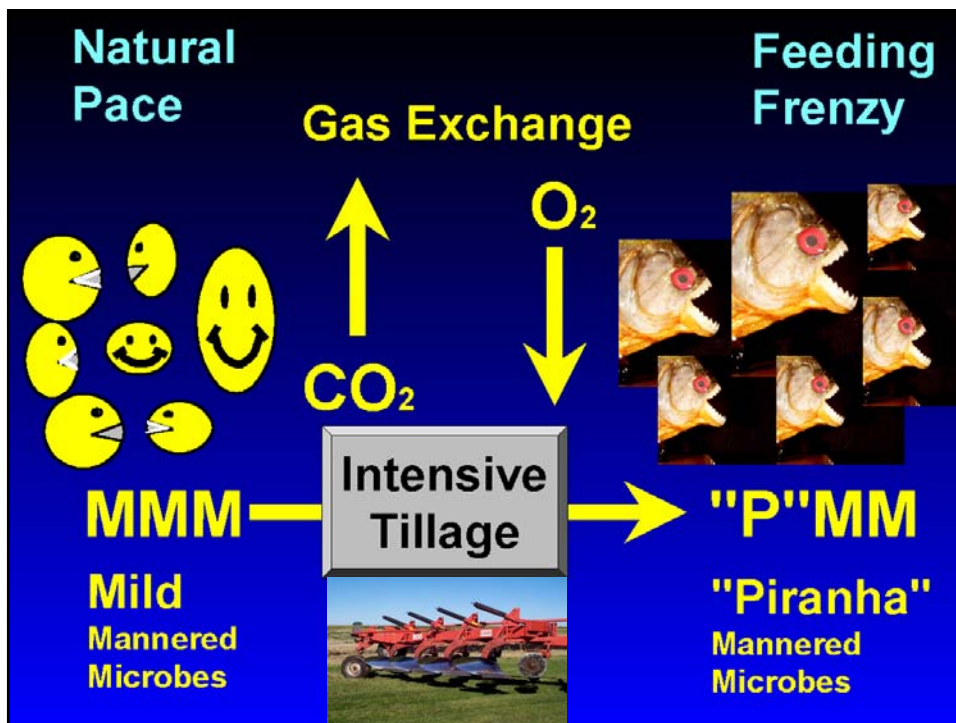 Natural
Pace
Feeding
Frenzy
Gas Exchange
O₂
CO₂
Intensive
Tillage
MMM
"P"MM
Mild
Mannered
Microbes
"Piranha"
Mannered
Microbes